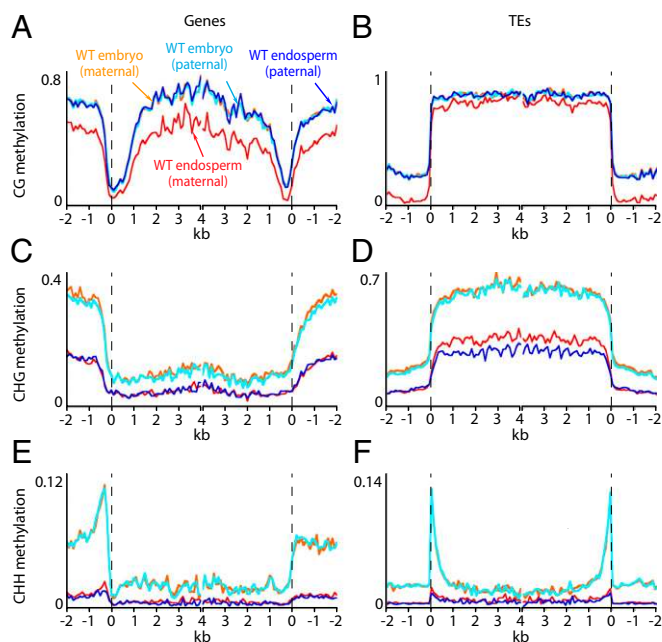 Genes
TEs
A
B
WT embryo
(maternal)
WT embryo
(paternal)
WT endosperm
(paternal)
WT endosperm
(maternal)
CG methylation
0.8
0
-2 -1 0 1 2 3 4 4 3 2 1 0 -1 -2
kb
1
0
-2 -1 0 1 2 3 4 3 2 1 0 -1 -2
kb
C
D
CHG methylation
0.4
0
-2 -1 0 1 2 3 4 3 2 1 0 -1 -2
kb
0.7
0
-2 -1 0 1 2 3 4 3 2 1 0 -1 -2
kb
E
F
CHH methylation
0.12
0
-2 -1 0 1 2 3 4 3 2 1 0 -1 -2
kb
0.14
0
-2 -1 0 1 2 3 4 3 2 1 0 -1 -2
kb